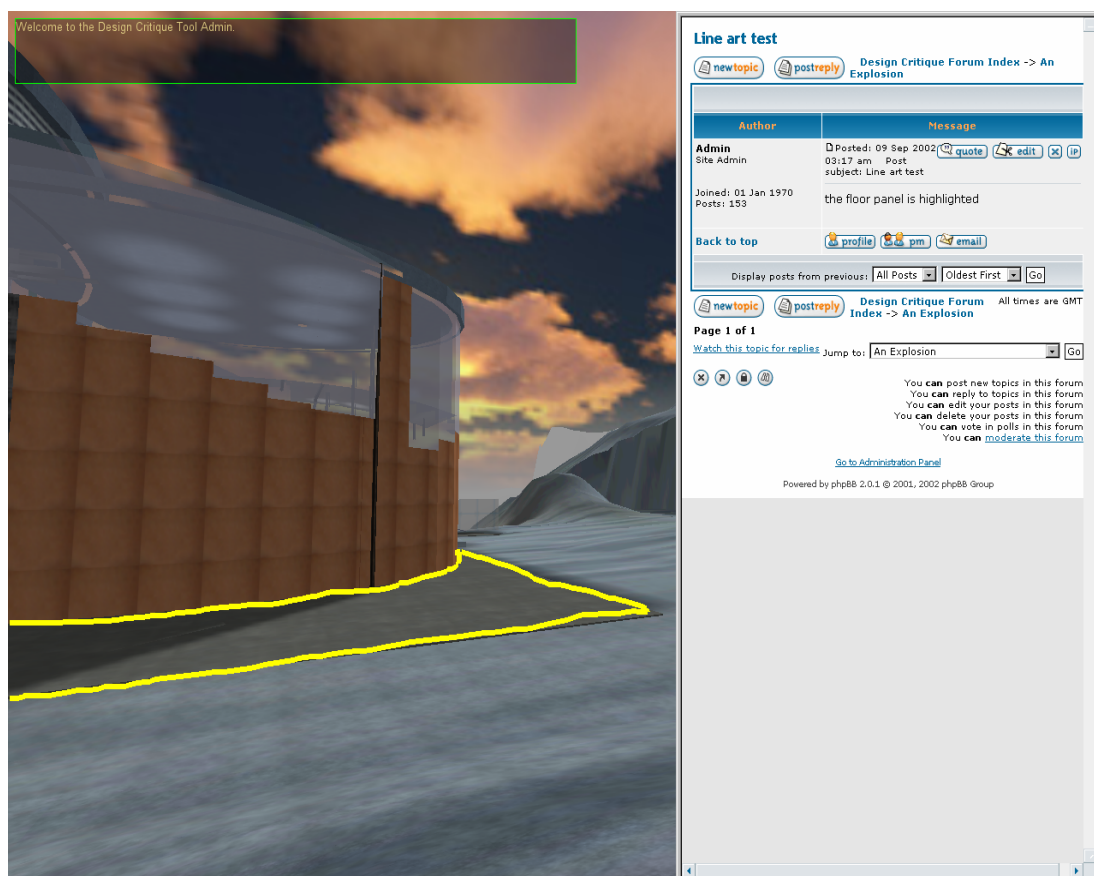 Welcome to the Design Critique Tool Admin.
Line art test
newtopic postreply Design Critique Forum Index -> An
Explosion
Author Message
Admin
Site Admin
Joined: 01 Jan 1970
Posts: 153
Posted: 09 Sep 2002 quote edit X IP
03:17 am Post
subject: Line art test
the floor panel is highlighted
Back to top profile pm email
Display posts from previous: All Posts Oldest First Go
newtopic postreply Design Critique Forum All times are GMT
Index -> An Explosion
Page 1 of 1
Watch this topic for replies Jump to: An Explosion Go
You can post new topics in this forum
You can reply to topics in this forum
You can edit your posts in this forum
You can delete your posts in this forum
You can vote in polls in this forum
You can moderate this forum
Go to Administration Panel
Powered by phpBB 2.0.1 © 2001, 2002 phpBB Group